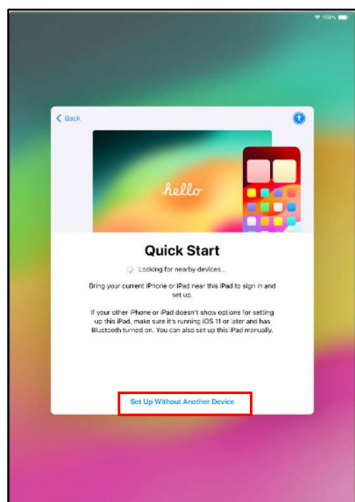 100%
Back
hello
Quick Start
Looking for nearby devices...
Bring your current iPhone or iPad near this iPad to sign in and
set up.
If your other iPhone or iPad doesn't show options for setting
up this iPad, make sure it's running iOS 11 or later and has
Bluetooth turned on. You can also set up this iPad manually.
Set Up Without Another Device